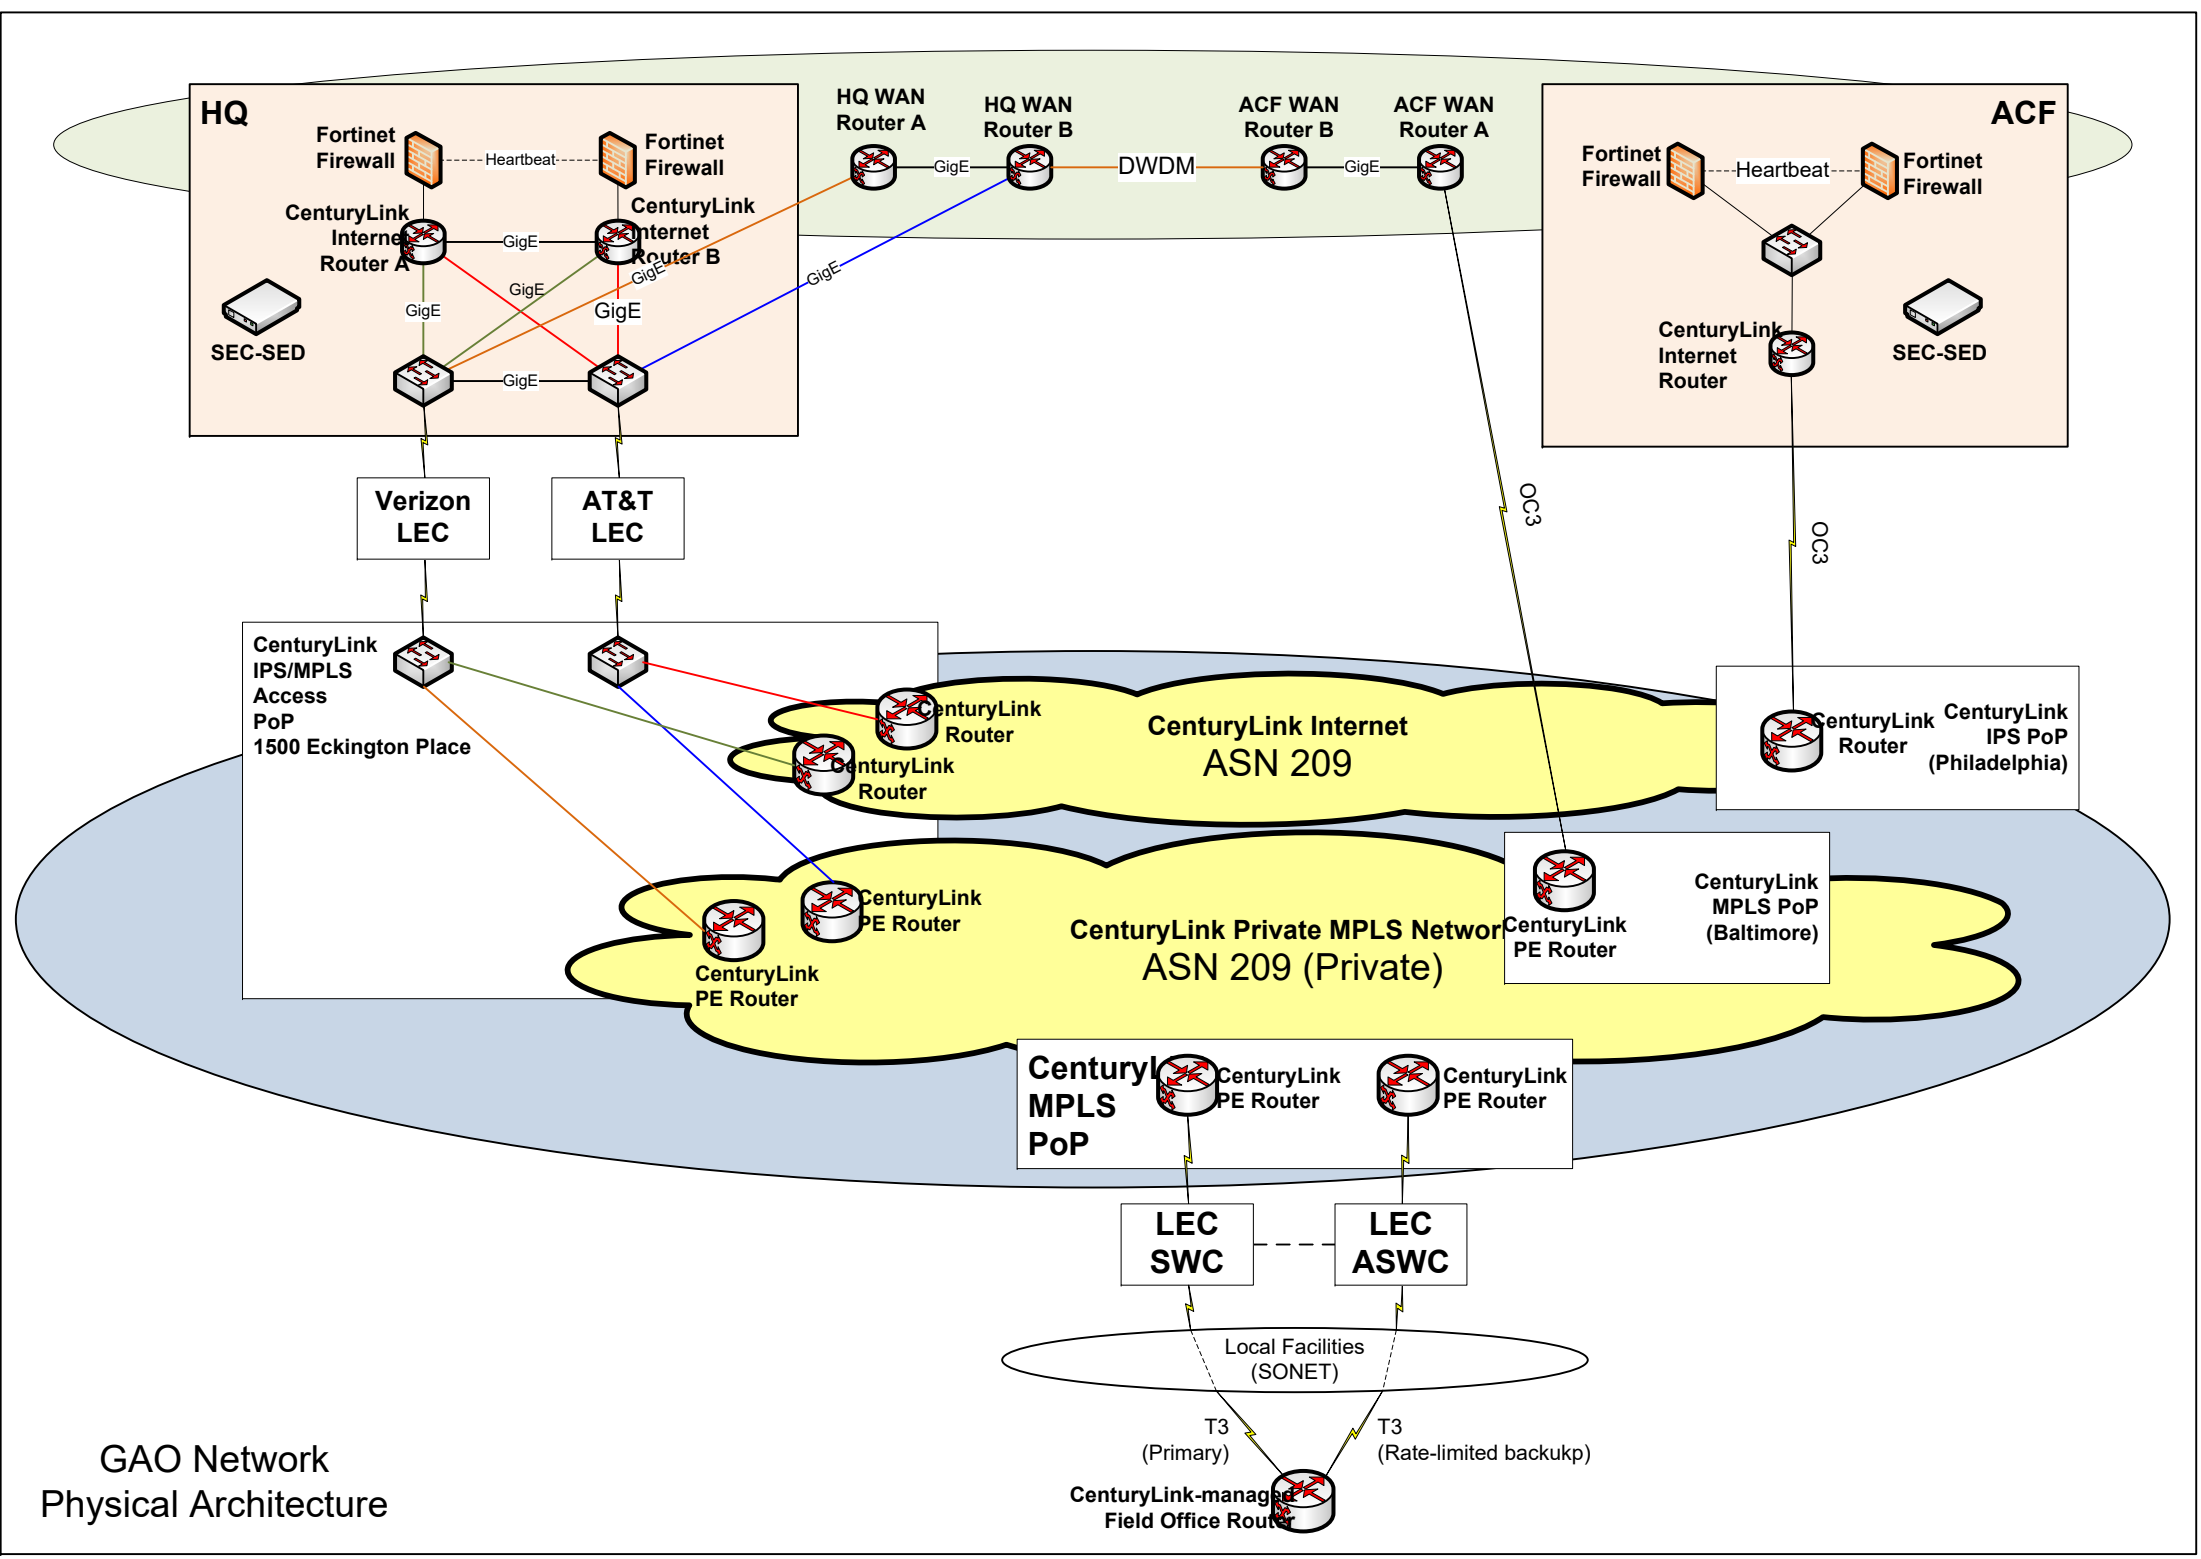 HQ
Fortinet
Firewall
Heartbeat
Fortinet
Firewall
CenturyLink
Internet
Router A
GigE
CenturyLink
Internet
Router B
GigE
GigE
GigE
GigE
GigE
GigE
SEC-SED
HQ WAN
Router A
GigE
HQ WAN
Router B
DWDM
ACF WAN
Router B
GigE
ACF WAN
Router A
ACF
Fortinet
Firewall
Heartbeat
Fortinet
Firewall
CenturyLink
Internet
Router
SEC-SED
Verizon
LEC
AT&T
LEC
OC3
OC3
CenturyLink
IPS/MPLS
Access
PoP
1500 Eckington Place
CenturyLink
Router
CenturyLink
Router
CenturyLink Internet
ASN 209
CenturyLink
Router
CenturyLink
IPS PoP
(Philadelphia)
CenturyLink
PE Router
CenturyLink
PE Router
CenturyLink Private MPLS Networ
ASN 209 (Private)
CenturyLink
PE Router
CenturyLink
MPLS PoP
(Baltimore)
CenturyL
MPLS
PoP
CenturyLink
PE Router
CenturyLink
PE Router
LEC
SWC
LEC
ASWC
Local Facilities
(SONET)
T3
(Primary)
T3
(Rate-limited backukp)
CenturyLink-managed
Field Office Router
GAO Network
Physical Architecture